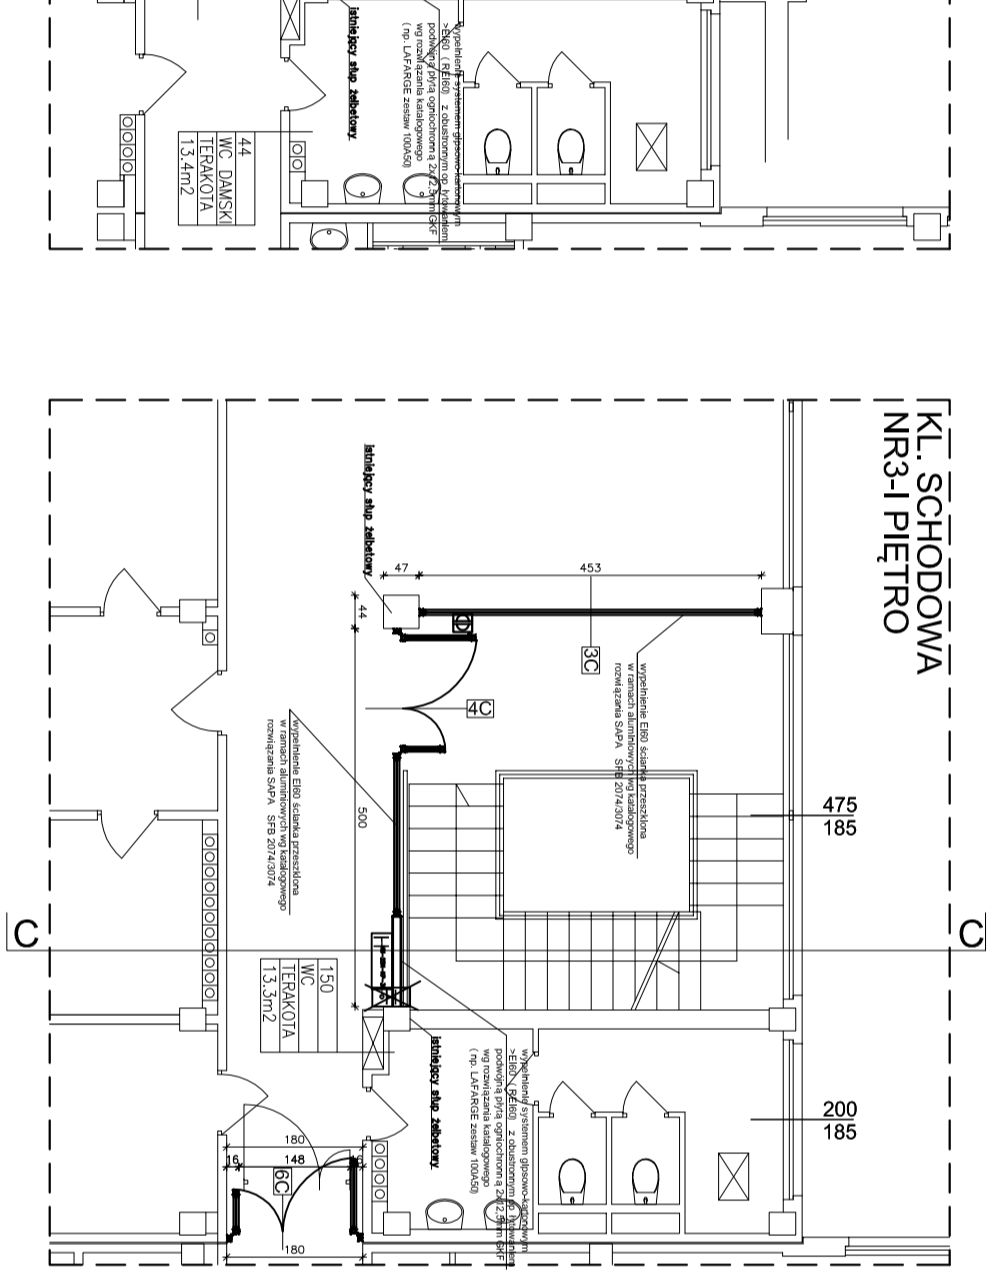 istniejący słup żelbetowy
wypełnienie systemem gipsowo-kartonowym
>EI60 ( REI60) z obustronnym op łytowaniem
podwójną płytą ogniochronn ą 2x12,5mm GKF
wg rozwiązania katalogowego
( np. LAFARGE zestaw 100A50)
44
WC DAMSKI
TERAKOTA
13.4m2
KL. SCHODOWA
NR3-I PIĘTRO
istniejący słup żelbetowy
47
453
44
3C
4C
wypełnienie EI60 ścianka przeszklona
w ramach aluminiowych wg katalogowego
rozwiązania SAPA SFB 2074/3074
wypełnienie EI60 ścianka przeszklona
w ramach aluminiowych wg katalogowego
rozwiązania SAPA SFB 2074/3074
500
475
185
C
C
150
WC
TERAKOTA
13.3m2
istniejący słup żelbetowy
wypełnienie systemem gipsowo-kartonowym
>EI60 ( REI60) z obustronnym op łytowaniem
podwójną płytą ogniochronn ą 2x12,5mm GKF
wg rozwiązania katalogowego
( np. LAFARGE zestaw 100A50)
200
185
180
16
148
6C
180